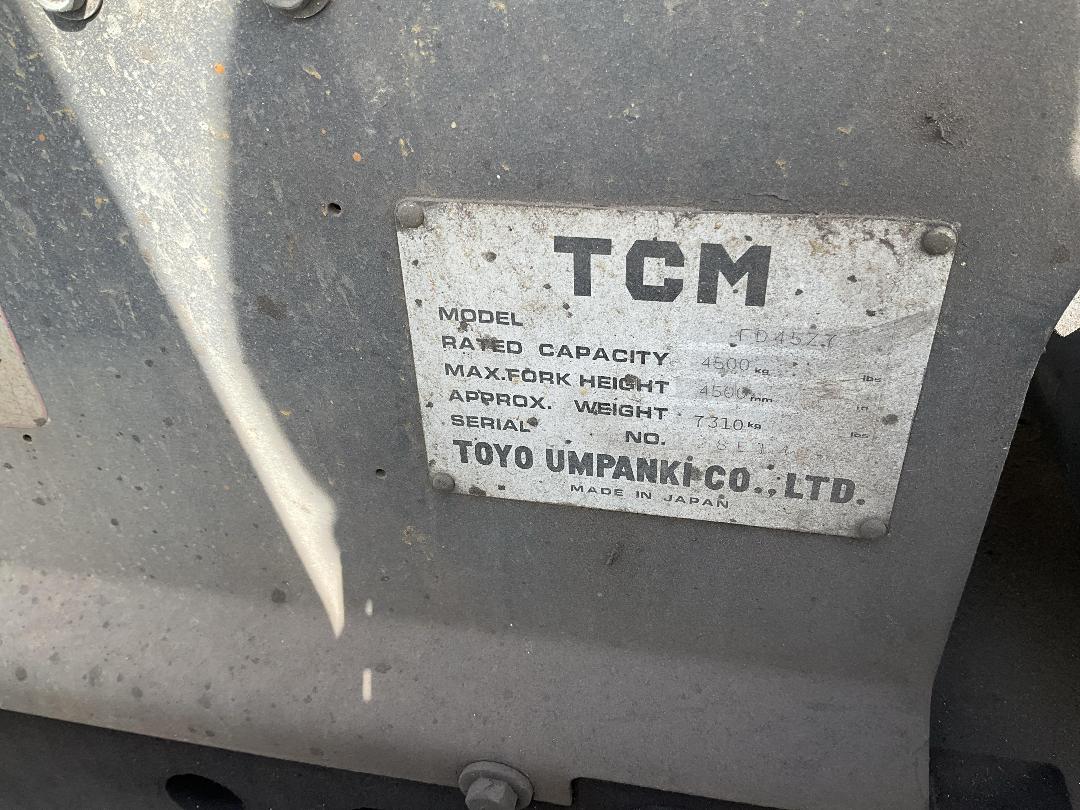 TCM
MODEL FD45Z7
RATED CAPACITY 4500 kg lbs
MAX.FORK HEIGHT 4500 mm in
APPROX. WEIGHT 7310 kg lbs
SERIAL NO.
TOYO UMPANKI CO., LTD.
MADE IN JAPAN